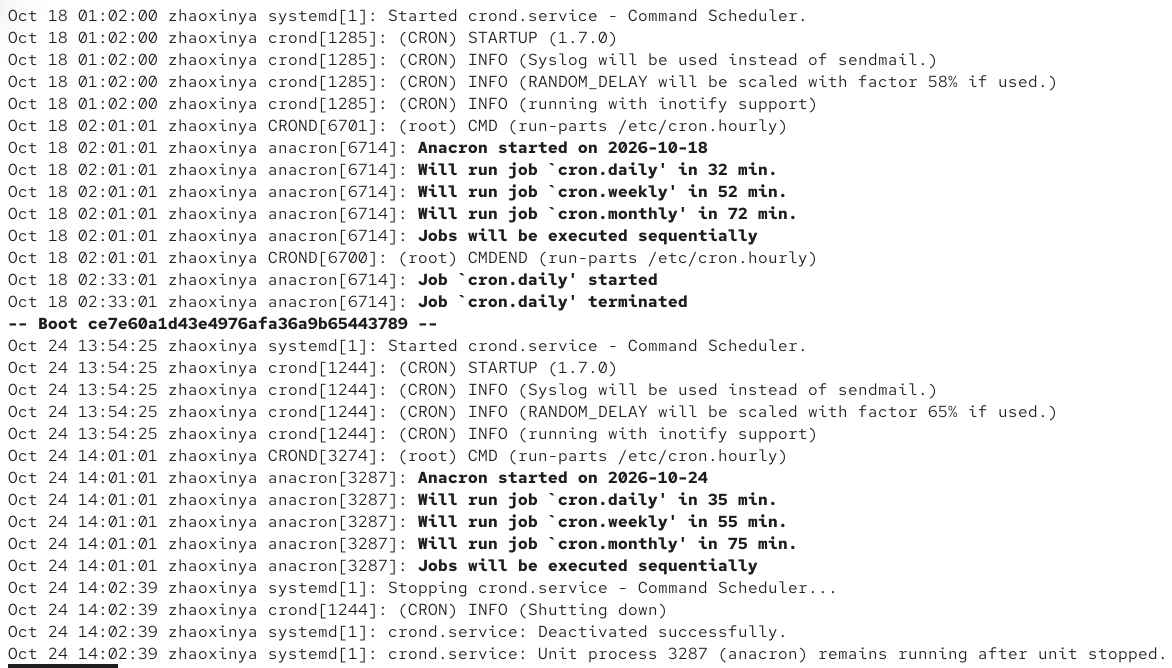 Oct 18 01:02:00 zhaoxinya systemd[1]: Started crond.service - Command Scheduler.
Oct 18 01:02:00 zhaoxinya crond[1285]: (CRON) STARTUP (1.7.0)
Oct 18 01:02:00 zhaoxinya crond[1285]: (CRON) INFO (Syslog will be used instead of sendmail.)
Oct 18 01:02:00 zhaoxinya crond[1285]: (CRON) INFO (RANDOM_DELAY will be scaled with factor 58% if used.)
Oct 18 01:02:00 zhaoxinya crond[1285]: (CRON) INFO (running with inotify support)
Oct 18 02:01:01 zhaoxinya CROND[6701]: (root) CMD (run-parts /etc/cron.hourly)
Oct 18 02:01:01 zhaoxinya anacron[6714]: Anacron started on 2026-10-18
Oct 18 02:01:01 zhaoxinya anacron[6714]: Will run job `cron.daily' in 32 min.
Oct 18 02:01:01 zhaoxinya anacron[6714]: Will run job `cron.weekly' in 52 min.
Oct 18 02:01:01 zhaoxinya anacron[6714]: Will run job `cron.monthly' in 72 min.
Oct 18 02:01:01 zhaoxinya anacron[6714]: Jobs will be executed sequentially
Oct 18 02:01:01 zhaoxinya CROND[6700]: (root) CMDEND (run-parts /etc/cron.hourly)
Oct 18 02:33:01 zhaoxinya anacron[6714]: Job `cron.daily' started
Oct 18 02:33:01 zhaoxinya anacron[6714]: Job `cron.daily' terminated
-- Boot ce7e60a1d43e4976afa36a9b65443789 --
Oct 24 13:54:25 zhaoxinya systemd[1]: Started crond.service - Command Scheduler.
Oct 24 13:54:25 zhaoxinya crond[1244]: (CRON) STARTUP (1.7.0)
Oct 24 13:54:25 zhaoxinya crond[1244]: (CRON) INFO (Syslog will be used instead of sendmail.)
Oct 24 13:54:25 zhaoxinya crond[1244]: (CRON) INFO (RANDOM_DELAY will be scaled with factor 65% if used.)
Oct 24 13:54:25 zhaoxinya crond[1244]: (CRON) INFO (running with inotify support)
Oct 24 14:01:01 zhaoxinya CROND[3274]: (root) CMD (run-parts /etc/cron.hourly)
Oct 24 14:01:01 zhaoxinya anacron[3287]: Anacron started on 2026-10-24
Oct 24 14:01:01 zhaoxinya anacron[3287]: Will run job `cron.daily' in 35 min.
Oct 24 14:01:01 zhaoxinya anacron[3287]: Will run job `cron.weekly' in 55 min.
Oct 24 14:01:01 zhaoxinya anacron[3287]: Will run job `cron.monthly' in 75 min.
Oct 24 14:01:01 zhaoxinya anacron[3287]: Jobs will be executed sequentially
Oct 24 14:02:39 zhaoxinya systemd[1]: Stopping crond.service - Command Scheduler...
Oct 24 14:02:39 zhaoxinya crond[1244]: (CRON) INFO (Shutting down)
Oct 24 14:02:39 zhaoxinya systemd[1]: crond.service: Deactivated successfully.
Oct 24 14:02:39 zhaoxinya systemd[1]: crond.service: Unit process 3287 (anacron) remains running after unit stopped.